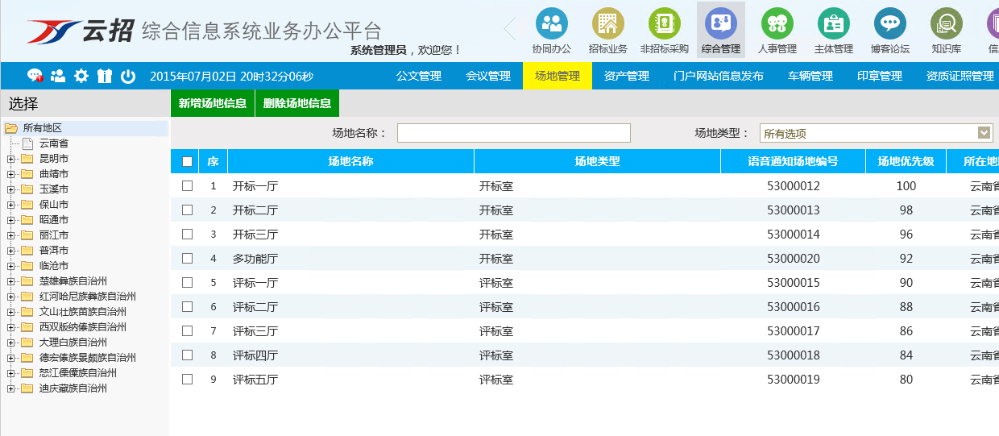 云招 综合信息系统业务办公平台
系统管理员，欢迎您！
协同办公 招标业务 非招标采购 综合管理 人事管理 主体管理 博客论坛 知识库 信
2015年07月02日 20时32分06秒 公文管理 会议管理 场地管理 资产管理 门户网站信息发布 车辆管理 印章管理 资质证照管理
选择
新增场地信息 删除场地信息
场地名称： 场地类型： 所有选项
所有地区
云南省
昆明市
曲靖市
玉溪市
保山市
昭通市
丽江市
普洱市
临沧市
楚雄彝族自治州
红河哈尼族彝族自治州
文山壮族苗族自治州
西双版纳傣族自治州
大理白族自治州
德宏傣族景颇族自治州
怒江傈僳族自治州
迪庆藏族自治州
序 场地名称 场地类型 语音通知场地编号 场地优先级 所在地
1 开标一厅 开标室 53000012 100 云南省
2 开标二厅 开标室 53000013 98 云南省
3 开标三厅 开标室 53000014 96 云南省
4 多功能厅 开标室 53000020 92 云南省
5 评标一厅 评标室 53000015 90 云南省
6 评标二厅 评标室 53000016 88 云南省
7 评标三厅 评标室 53000017 86 云南省
8 评标四厅 评标室 53000018 84 云南省
9 评标五厅 评标室 53000019 80 云南省